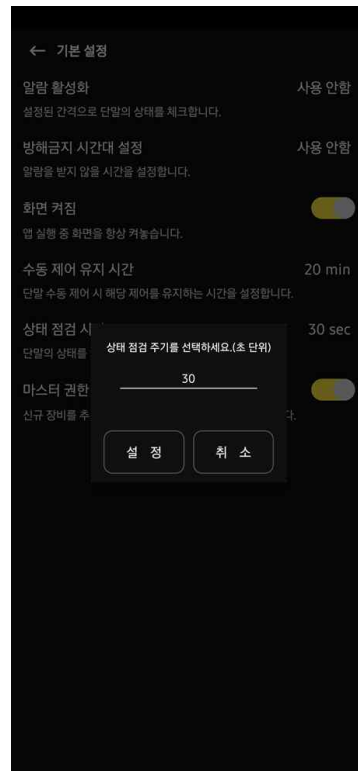 ← 기본 설정
알람 활성화 사용 안함
설정된 간격으로 단말의 상태를 체크합니다.
방해금지 시간대 설정 사용 안함
알람을 받지 않을 시간을 설정합니다.
화면 켜짐
앱 실행 중 화면을 항상 켜놓습니다.
수동 제어 유지 시간 20 min
단말 수동 제어 시 해당 제어를 유지하는 시간을 설정합니다.
상태 점검 시 30 sec
단말의 상태를
마스터 권한
신규 장비를 추 다.
상태 점검 주기를 선택하세요.(초 단위)
30
설 정 취 소